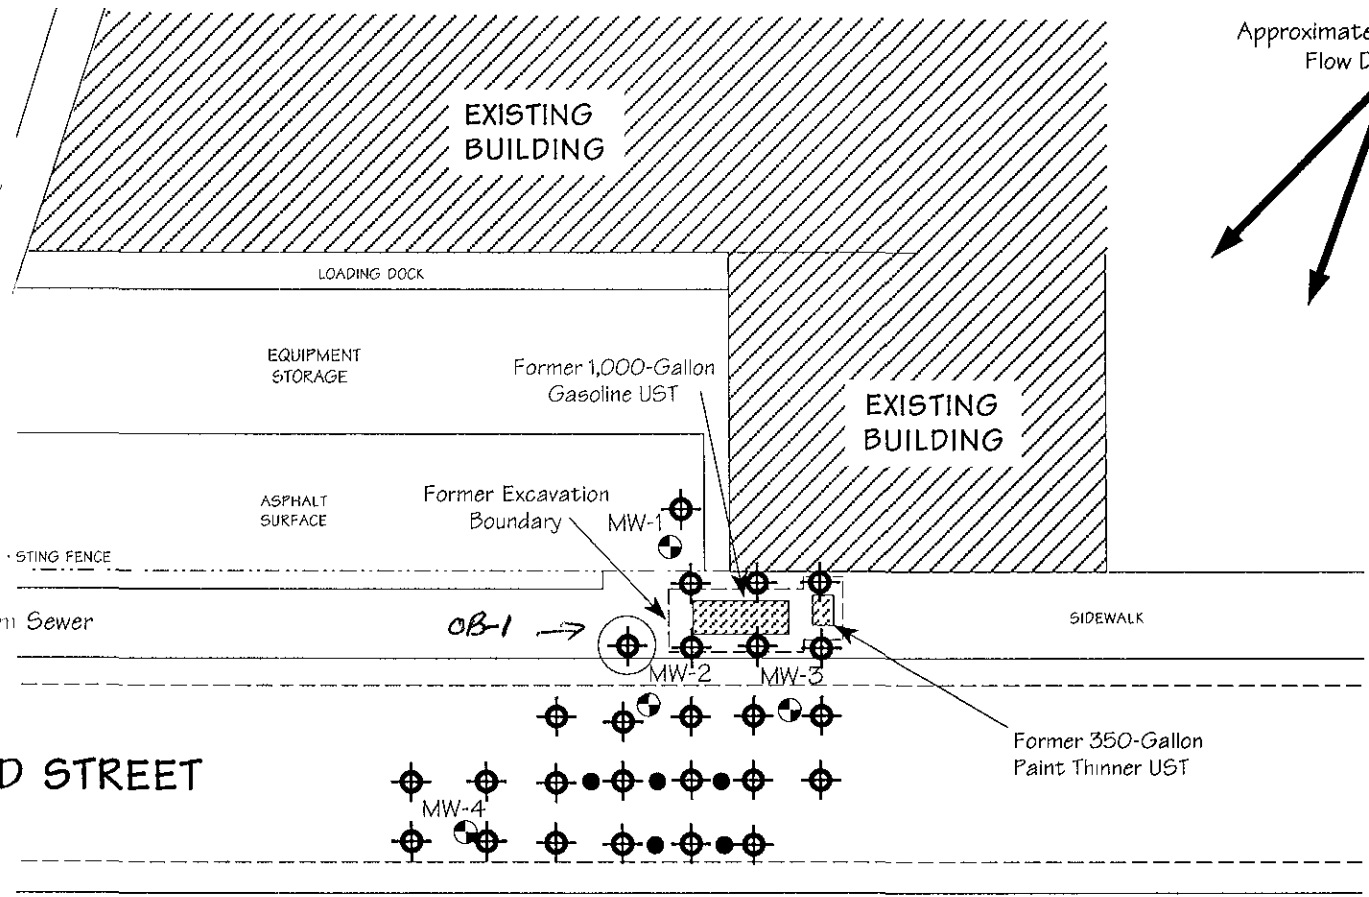 Approximate
Flow D
EXISTING
BUILDING
LOADING DOCK
EQUIPMENT
STORAGE
Former 1,000-Gallon
Gasoline UST
EXISTING
BUILDING
ASPHALT
SURFACE
Former Excavation
Boundary
MW-1
STING FENCE
Sewer
OB-1
SIDEWALK
MW-2
MW-3
Former 350-Gallon
Paint Thinner UST
D STREET
MW-4